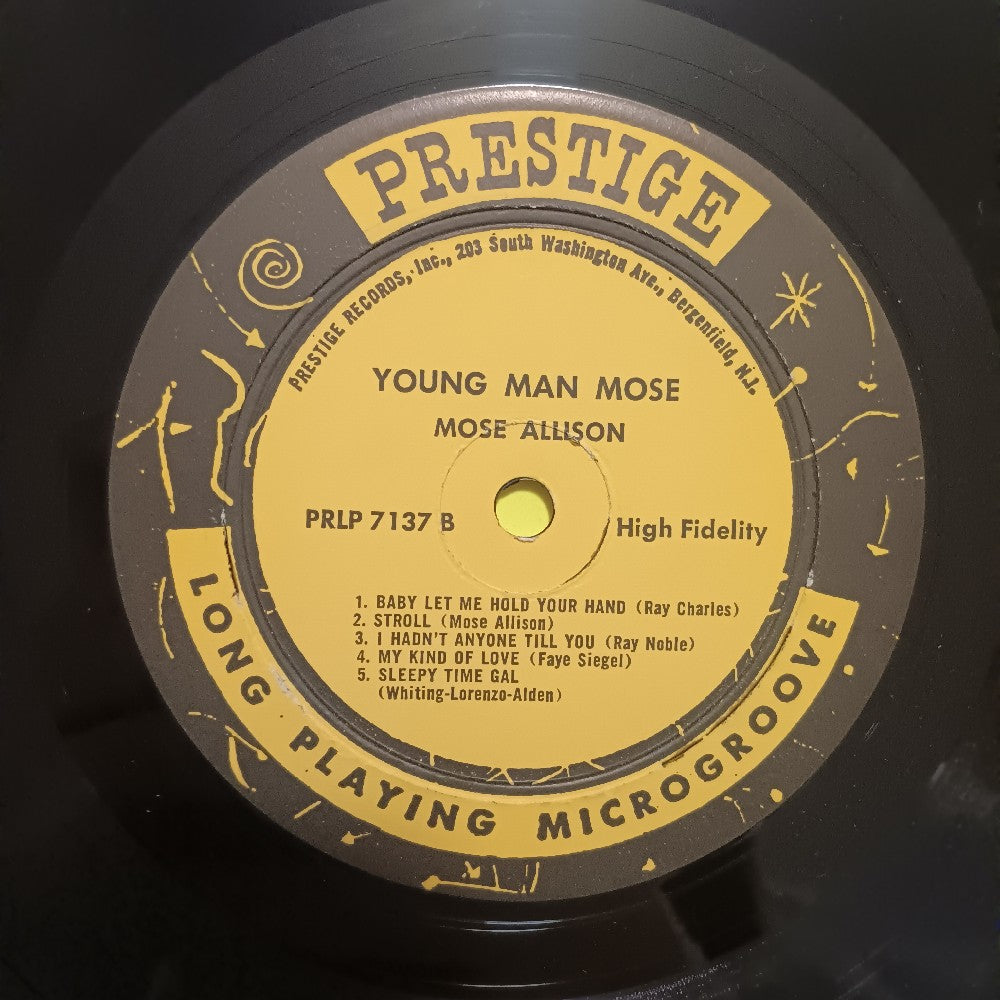 PRESTIGE
PRESTIGE RECORDS, Inc., 203 South Washington Ave., Bergenfield, N.J.
YOUNG MAN MOSE
MOSE ALLISON
PRLP 7137 B High Fidelity
1. BABY LET ME HOLD YOUR HAND (Ray Charles)
2. STROLL (Mose Allison)
3. I HADN'T ANYONE TILL YOU (Ray Noble)
4. MY KIND OF LOVE (Faye Siegel)
5. SLEEPY TIME GAL
(Whiting-Lorenzo-Alden)
LONG PLAYING MICROGROOVE